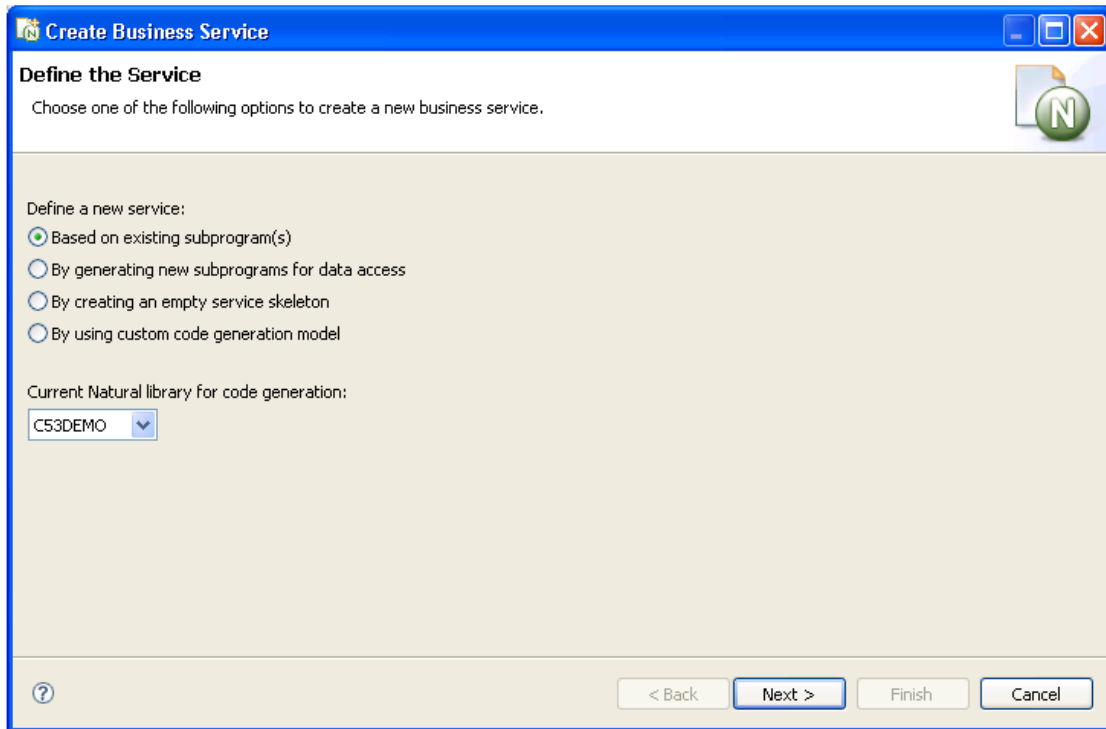 Create Business Service
Define the Service
Choose one of the following options to create a new business service.
N
Define a new service:
Based on existing subprogram(s)
By generating new subprograms for data access
By creating an empty service skeleton
By using custom code generation model
Current Natural library for code generation:
C53DEMO
?
< Back
Next >
Finish
Cancel